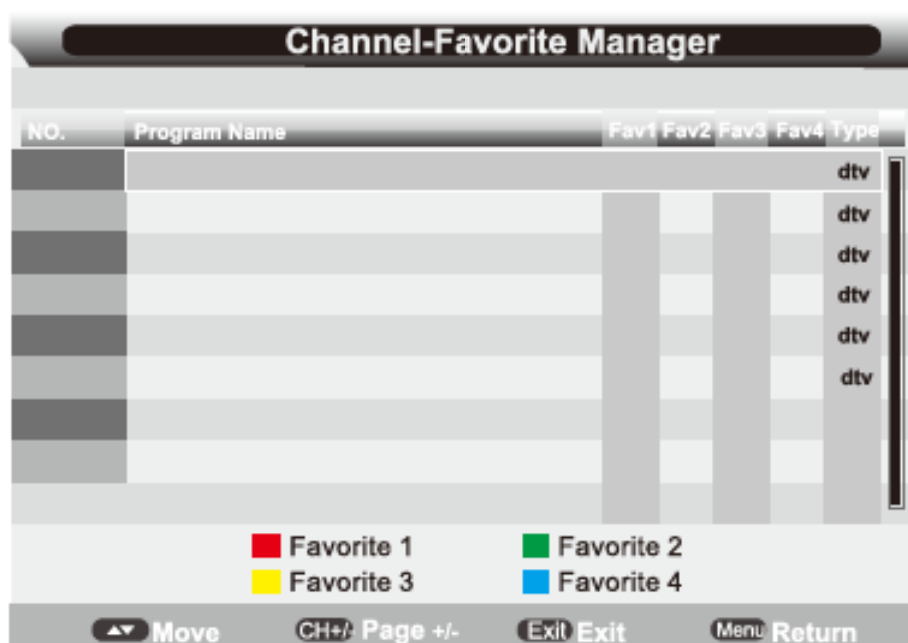 Channel-Favorite Manager
NO. Program Name Fav1 Fav2 Fav3 Fav4 Type
dtv
dtv
dtv
dtv
dtv
dtv
Favorite 1 Favorite 2
Favorite 3 Favorite 4
Move CH+/- Page +/- Exit Exit Menu Return